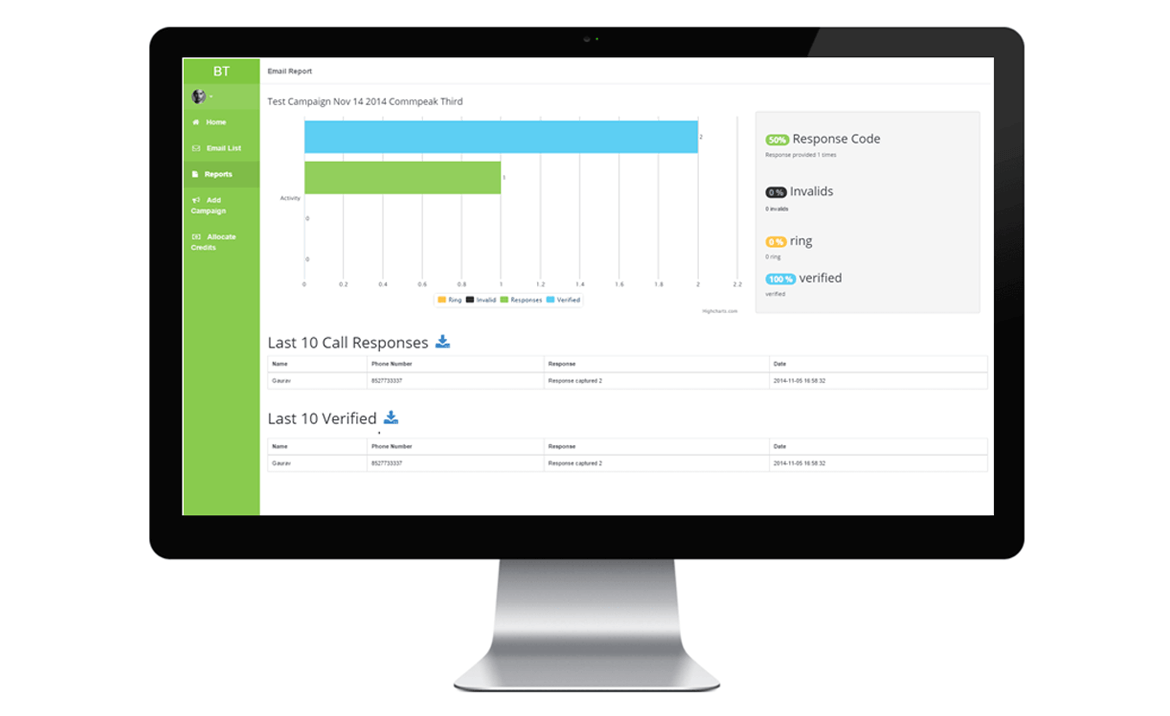 BT
Email Report
Home
Email List
Reports
Add
Campaign
Allocate
Credits
Test Campaign Nov 14 2014 Commpeak Third
2
1
Activity
0
0
0 0.2 0.4 0.6 0.8 1 1.2 1.4 1.6 1.8 2 2.2
Ring Invalid Responses Verified
Highcharts.com
50% Response Code
Response provided 1 times
0 % Invalids
0 invalids
0 % ring
0 ring
100 % verified
verified
Last 10 Call Responses
Name Phone Number Response Date
Gaurav 8527733337 Response captured 2 2014-11-05 16:58:32
Last 10 Verified
Name Phone Number Response Date
Gaurav 8527733337 Response captured 2 2014-11-05 16:58:32